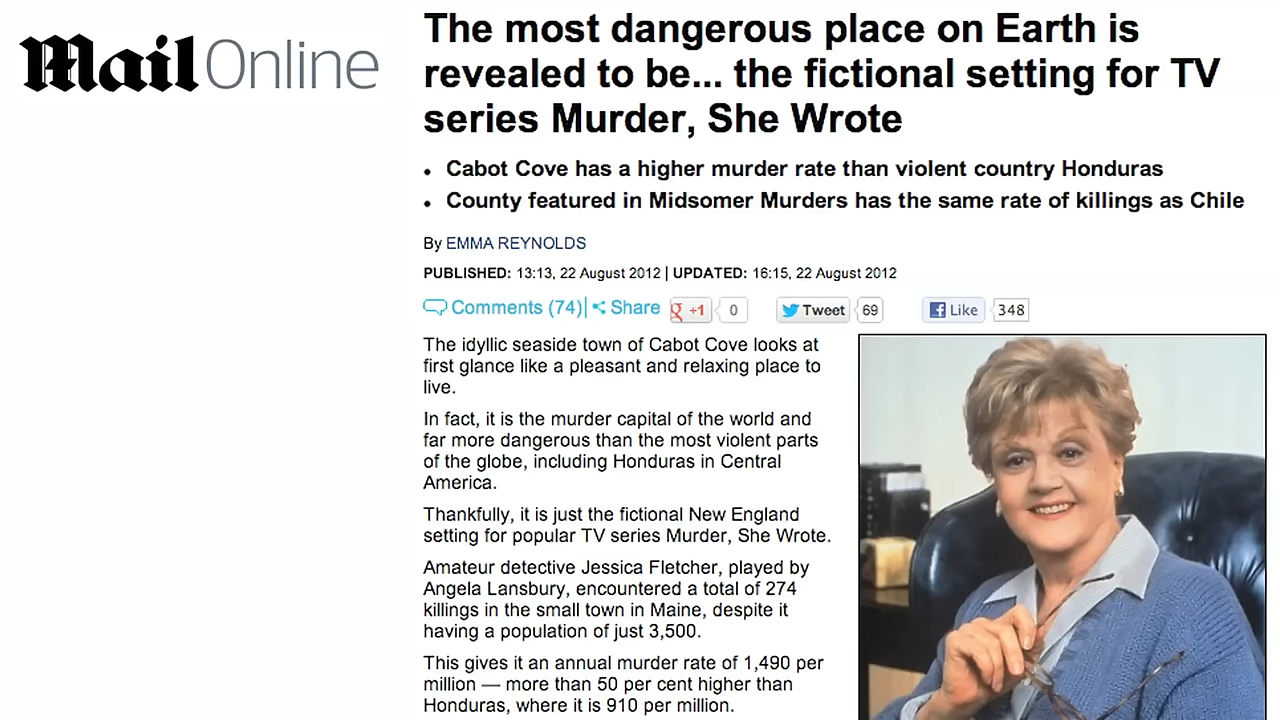 Mail Online
The most dangerous place on Earth is
revealed to be... the fictional setting for TV
series Murder, She Wrote
• Cabot Cove has a higher murder rate than violent country Honduras
• County featured in Midsomer Murders has the same rate of killings as Chile
By EMMA REYNOLDS
PUBLISHED: 13:13, 22 August 2012 | UPDATED: 16:15, 22 August 2012
Comments (74)| Share g +1 0 Tweet 69 f Like 348
The idyllic seaside town of Cabot Cove looks at
first glance like a pleasant and relaxing place to
live.
In fact, it is the murder capital of the world and
far more dangerous than the most violent parts
of the globe, including Honduras in Central
America.
Thankfully, it is just the fictional New England
setting for popular TV series Murder, She Wrote.
Amateur detective Jessica Fletcher, played by
Angela Lansbury, encountered a total of 274
killings in the small town in Maine, despite it
having a population of just 3,500.
This gives it an annual murder rate of 1,490 per
million — more than 50 per cent higher than
Honduras, where it is 910 per million.